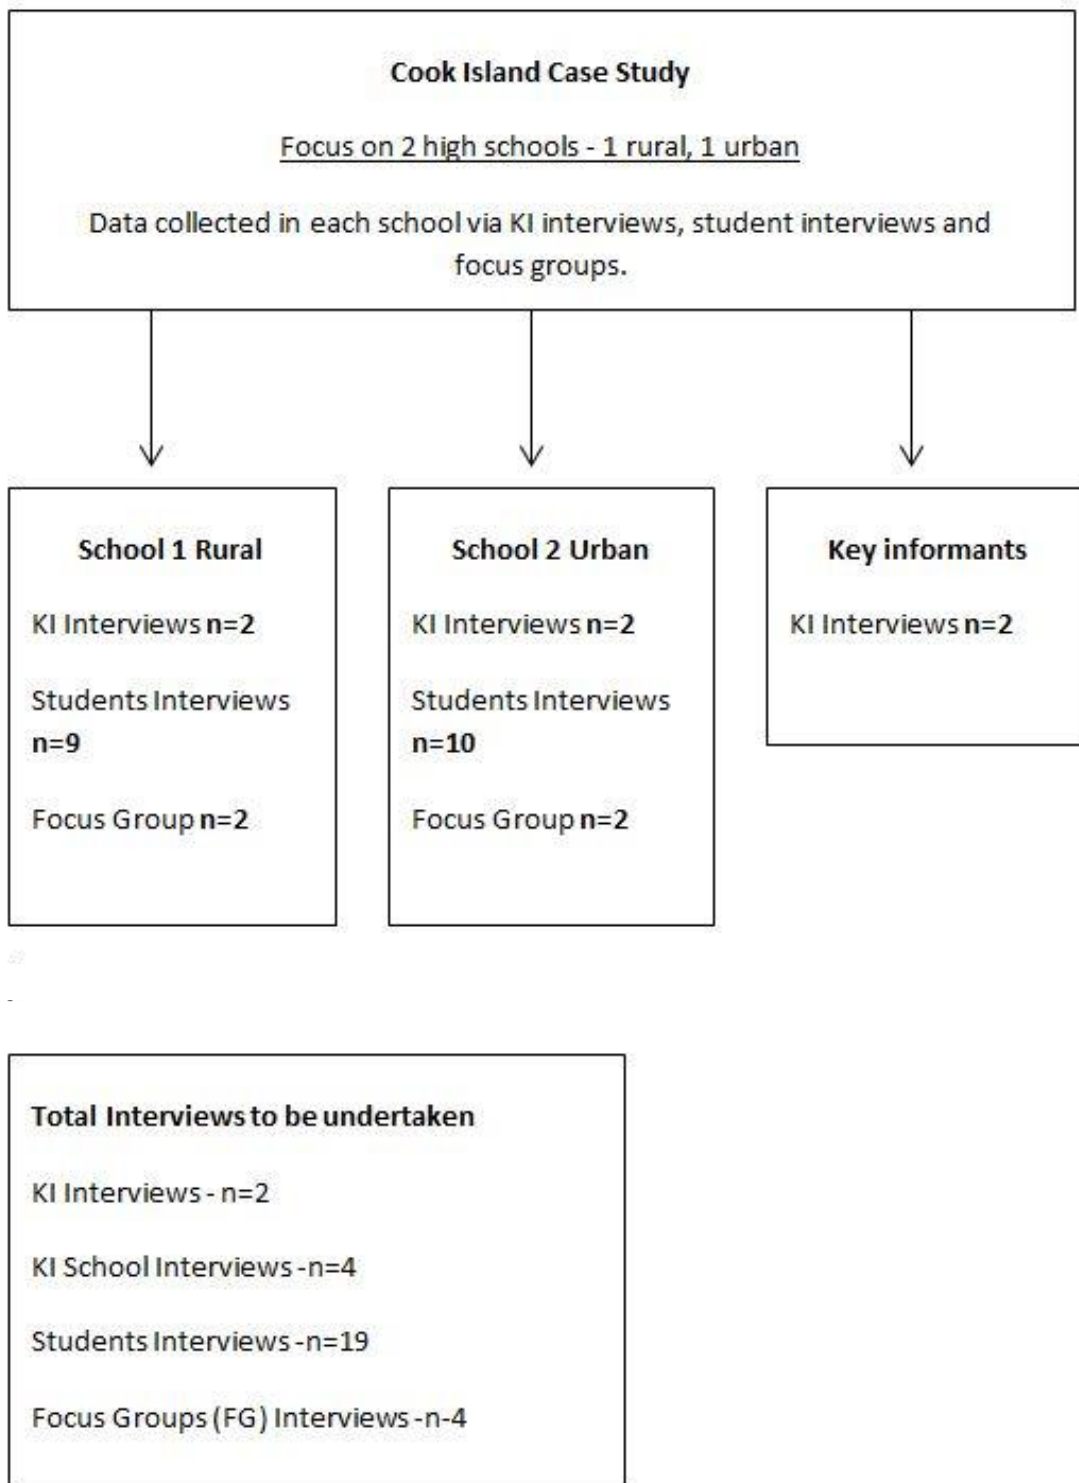 Cook Island Case Study
Focus on 2 high schools - 1 rural, 1 urban
Data collected in each school via KI interviews, student interviews and
focus groups.
School 1 Rural
KI Interviews n=2
Students Interviews
n=9
Focus Group n=2
School 2 Urban
KI Interviews n=2
Students Interviews
n=10
Focus Group n=2
Key informants
KI Interviews n=2
Total Interviews to be undertaken
KI Interviews - n=2
KI School Interviews -n=4
Students Interviews -n=19
Focus Groups (FG) Interviews -n-4